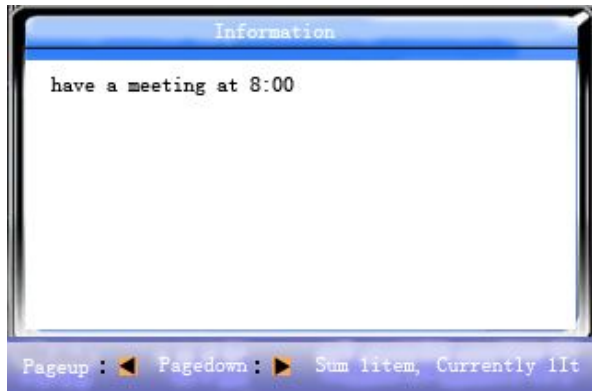 Information
have a meeting at 8:00
Pageup : ◀ Pagedown : ▶ Sum 1item, Currently 1It